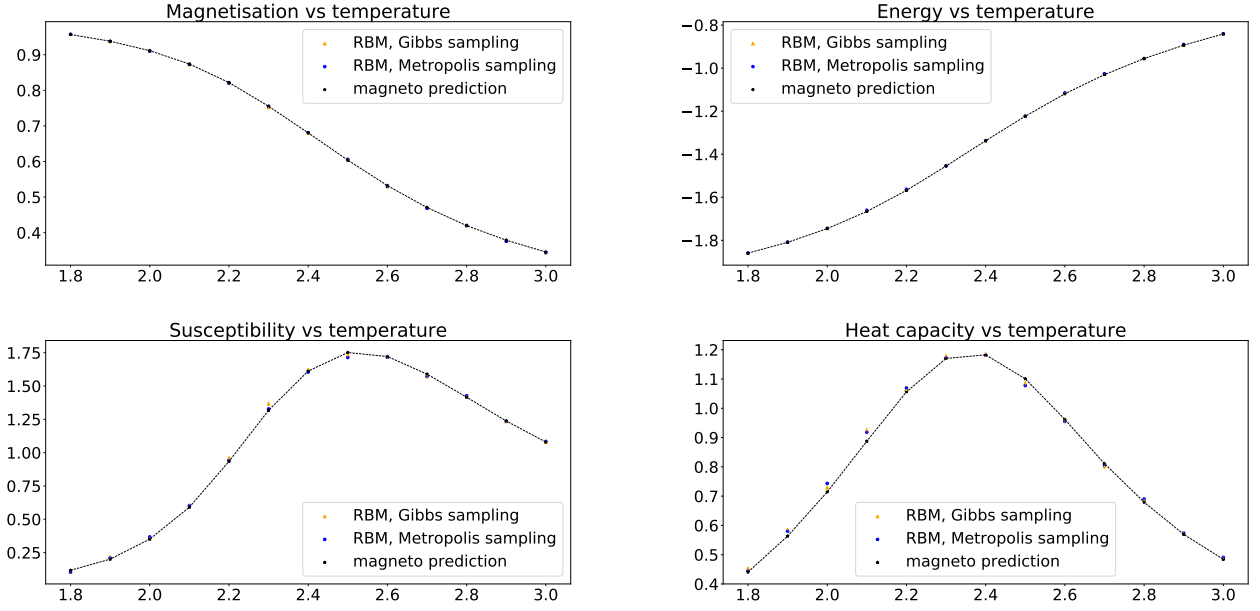 Magnetisation vs temperature
0.9
0.8
0.7
0.6
0.5
0.4
RBM, Gibbs sampling
RBM, Metropolis sampling
magneto prediction
1.8 2.0 2.2 2.4 2.6 2.8 3.0
Energy vs temperature
−0.8
−1.0
−1.2
−1.4
−1.6
−1.8
RBM, Gibbs sampling
RBM, Metropolis sampling
magneto prediction
1.8 2.0 2.2 2.4 2.6 2.8 3.0
Susceptibility vs temperature
1.75
1.50
1.25
1.00
0.75
0.50
0.25
RBM, Gibbs sampling
RBM, Metropolis sampling
magneto prediction
1.8 2.0 2.2 2.4 2.6 2.8 3.0
Heat capacity vs temperature
1.2
1.1
1.0
0.9
0.8
0.7
0.6
0.5
0.4
RBM, Gibbs sampling
RBM, Metropolis sampling
magneto prediction
1.8 2.0 2.2 2.4 2.6 2.8 3.0